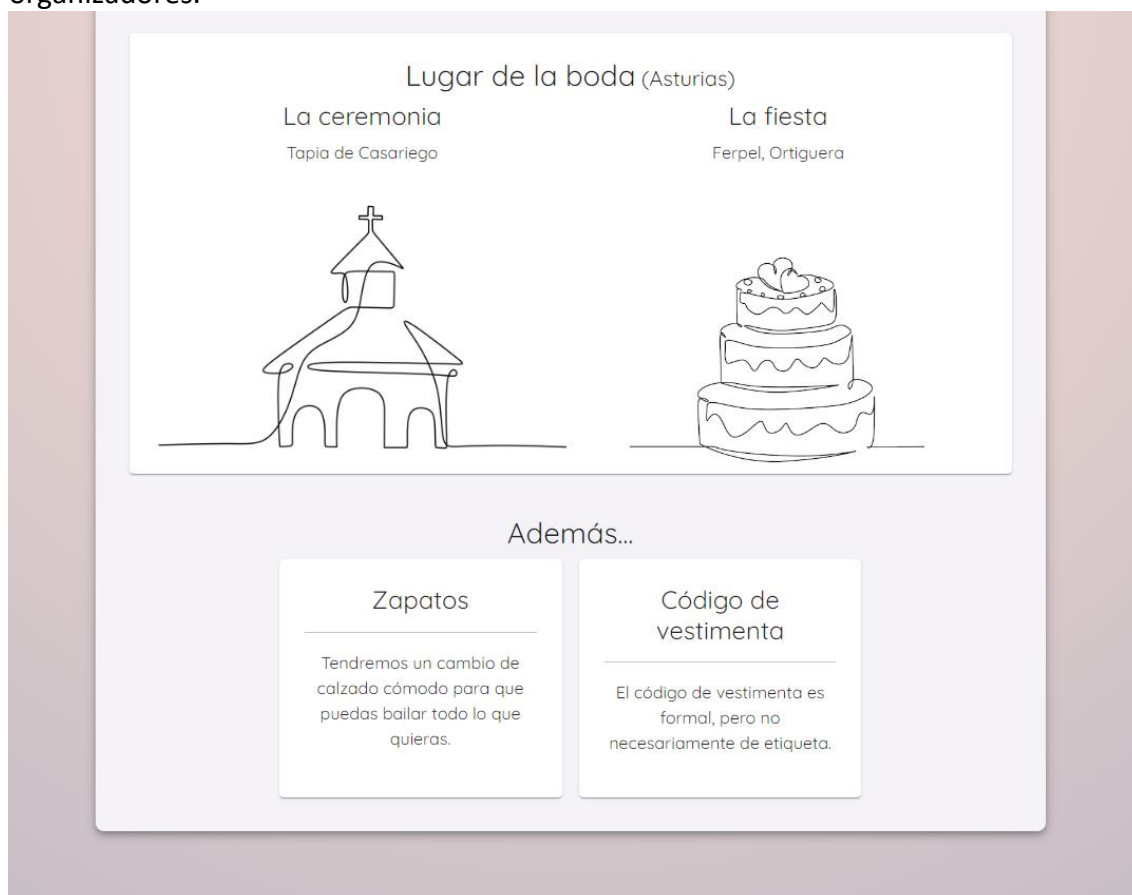 organizadores.
Lugar de la boda (Asturias)
La ceremonia
Tapia de Casariego
La fiesta
Ferpel, Ortiguera
Además...
Zapatos
Tendremos un cambio de
calzado cómodo para que
puedas bailar todo lo que
quieras.
Código de
vestimenta
El código de vestimenta es
formal, pero no
necesariamente de etiqueta.